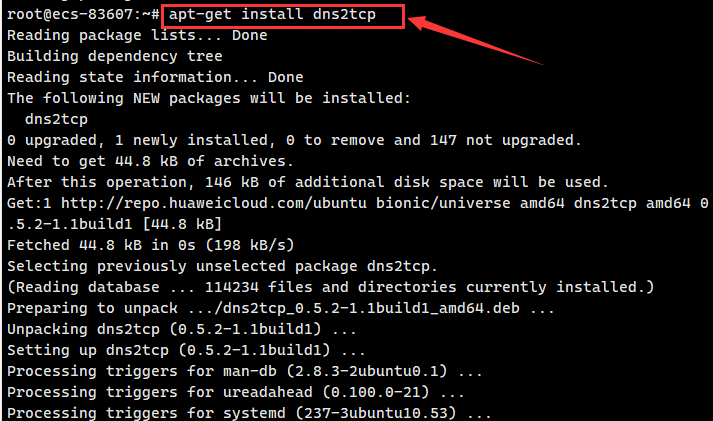 root@ecs-83607:~# apt-get install dns2tcp
Reading package lists... Done
Building dependency tree
Reading state information... Done
The following NEW packages will be installed:
  dns2tcp
0 upgraded, 1 newly installed, 0 to remove and 147 not upgraded.
Need to get 44.8 kB of archives.
After this operation, 146 kB of additional disk space will be used.
Get:1 http://repo.huaweicloud.com/ubuntu bionic/universe amd64 dns2tcp amd64 0
.5.2-1.1build1 [44.8 kB]
Fetched 44.8 kB in 0s (198 kB/s)
Selecting previously unselected package dns2tcp.
(Reading database ... 114234 files and directories currently installed.)
Preparing to unpack .../dns2tcp_0.5.2-1.1build1_amd64.deb ...
Unpacking dns2tcp (0.5.2-1.1build1) ...
Setting up dns2tcp (0.5.2-1.1build1) ...
Processing triggers for man-db (2.8.3-2ubuntu0.1) ...
Processing triggers for ureadahead (0.100.0-21) ...
Processing triggers for systemd (237-3ubuntu10.53) ...